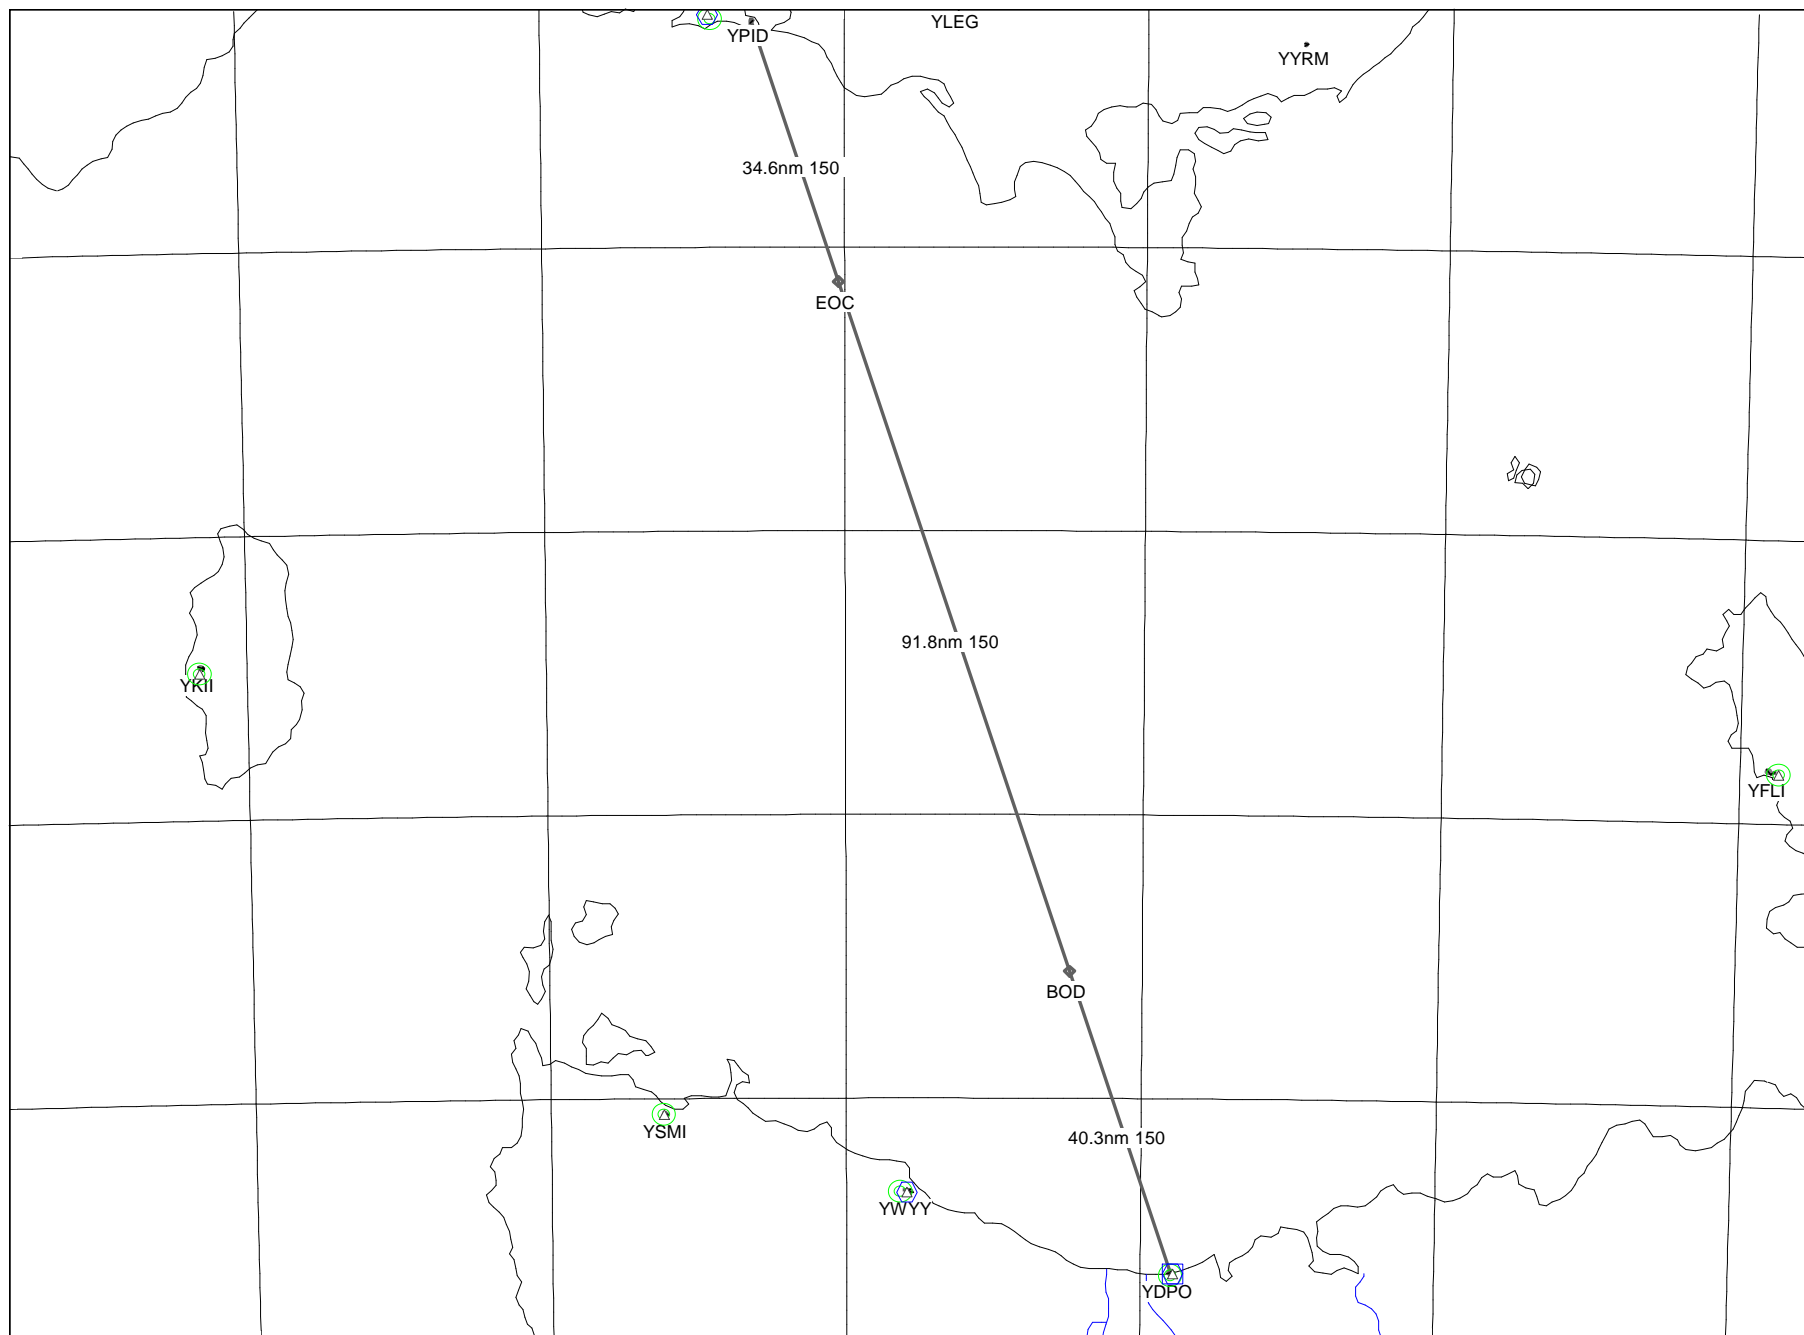 YLEG
YPID
YYRM
34.6nm 150
EOC
91.8nm 150
YKII
YFLI
BOD
YSMI
40.3nm 150
YWYY
YDPO